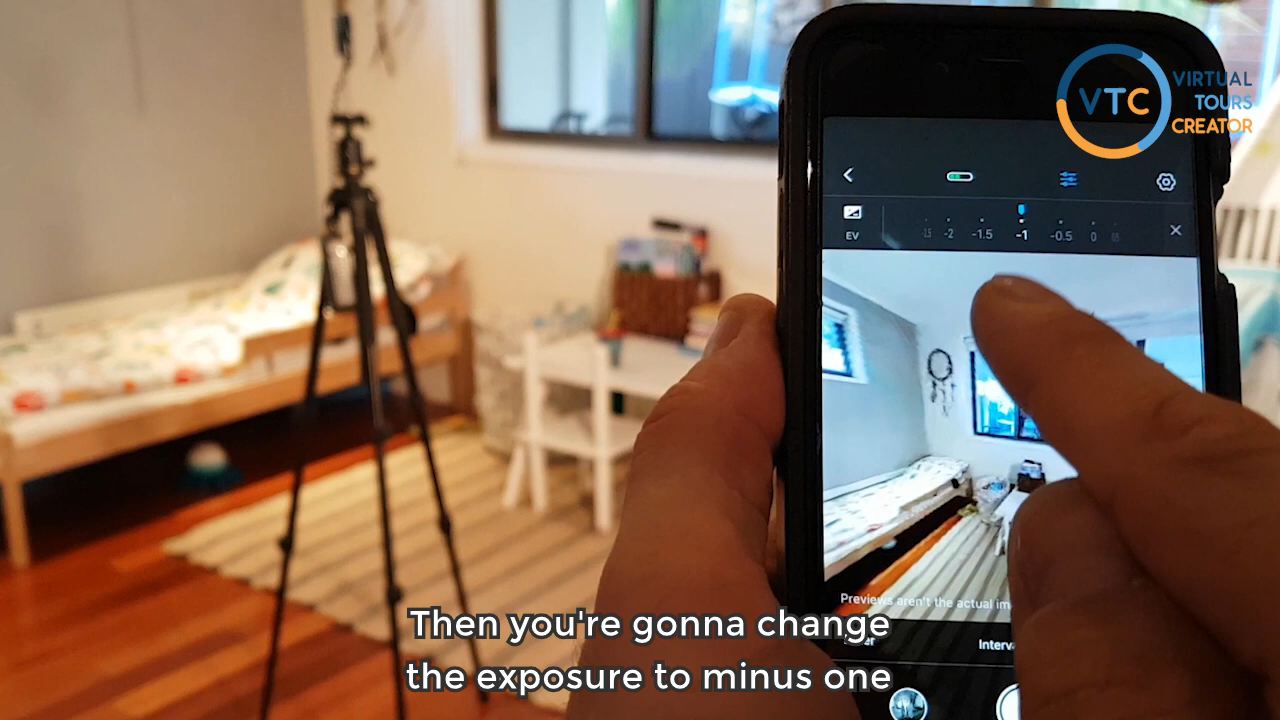 VIRTUAL
TOURS
CREATOR
VTC
EV
-2 -1.5 -1 -0.5 0
Previews aren't the actual im
Then you're gonna change
the exposure to minus one